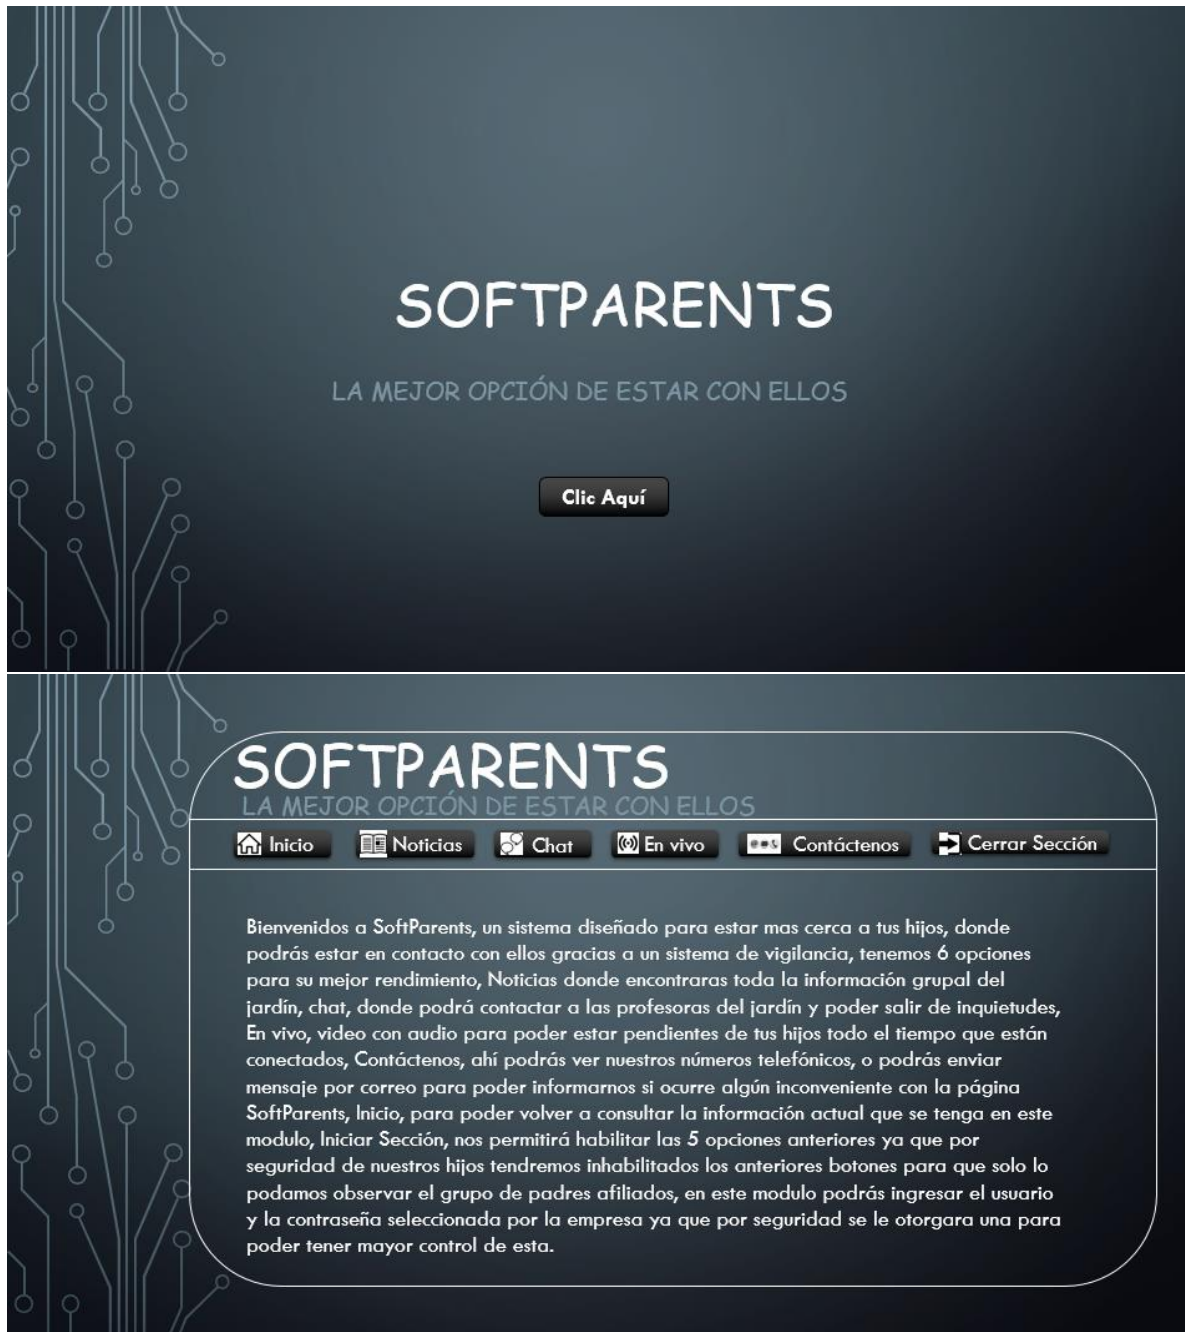 SOFTPARENTS
LA MEJOR OPCIÓN DE ESTAR CON ELLOS
Clic Aquí
SOFTPARENTS
LA MEJOR OPCIÓN DE ESTAR CON ELLOS
Inicio Noticias Chat En vivo Contáctenos Cerrar Sección
Bienvenidos a SoftParents, un sistema diseñado para estar mas cerca a tus hijos, donde
podrás estar en contacto con ellos gracias a un sistema de vigilancia, tenemos 6 opciones
para su mejor rendimiento, Noticias donde encontraras toda la información grupal del
jardín, chat, donde podrá contactar a las profesoras del jardín y poder salir de inquietudes,
En vivo, video con audio para poder estar pendientes de tus hijos todo el tiempo que están
conectados, Contáctenos, ahí podrás ver nuestros números telefónicos, o podrás enviar
mensaje por correo para poder informarnos si ocurre algún inconveniente con la página
SoftParents, Inicio, para poder volver a consultar la información actual que se tenga en este
modulo, Iniciar Sección, nos permitirá habilitar las 5 opciones anteriores ya que por
seguridad de nuestros hijos tendremos inhabilitados los anteriores botones para que solo lo
podamos observar el grupo de padres afiliados, en este modulo podrás ingresar el usuario
y la contraseña seleccionada por la empresa ya que por seguridad se le otorgara una para
poder tener mayor control de esta.